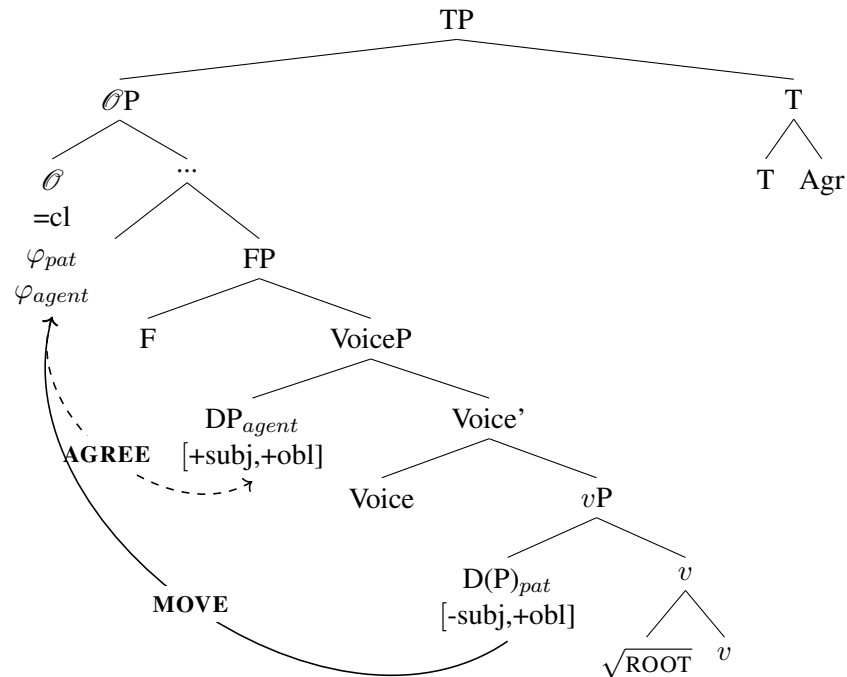 TP
𝒪P T
𝒪 ... T Agr
=cl
φpat FP
φagent
F VoiceP
DPagent Voice’
[+subj,+obl]
AGREE
Voice vP
D(P)pat v
[-subj,+obl]
MOVE
√ROOT v